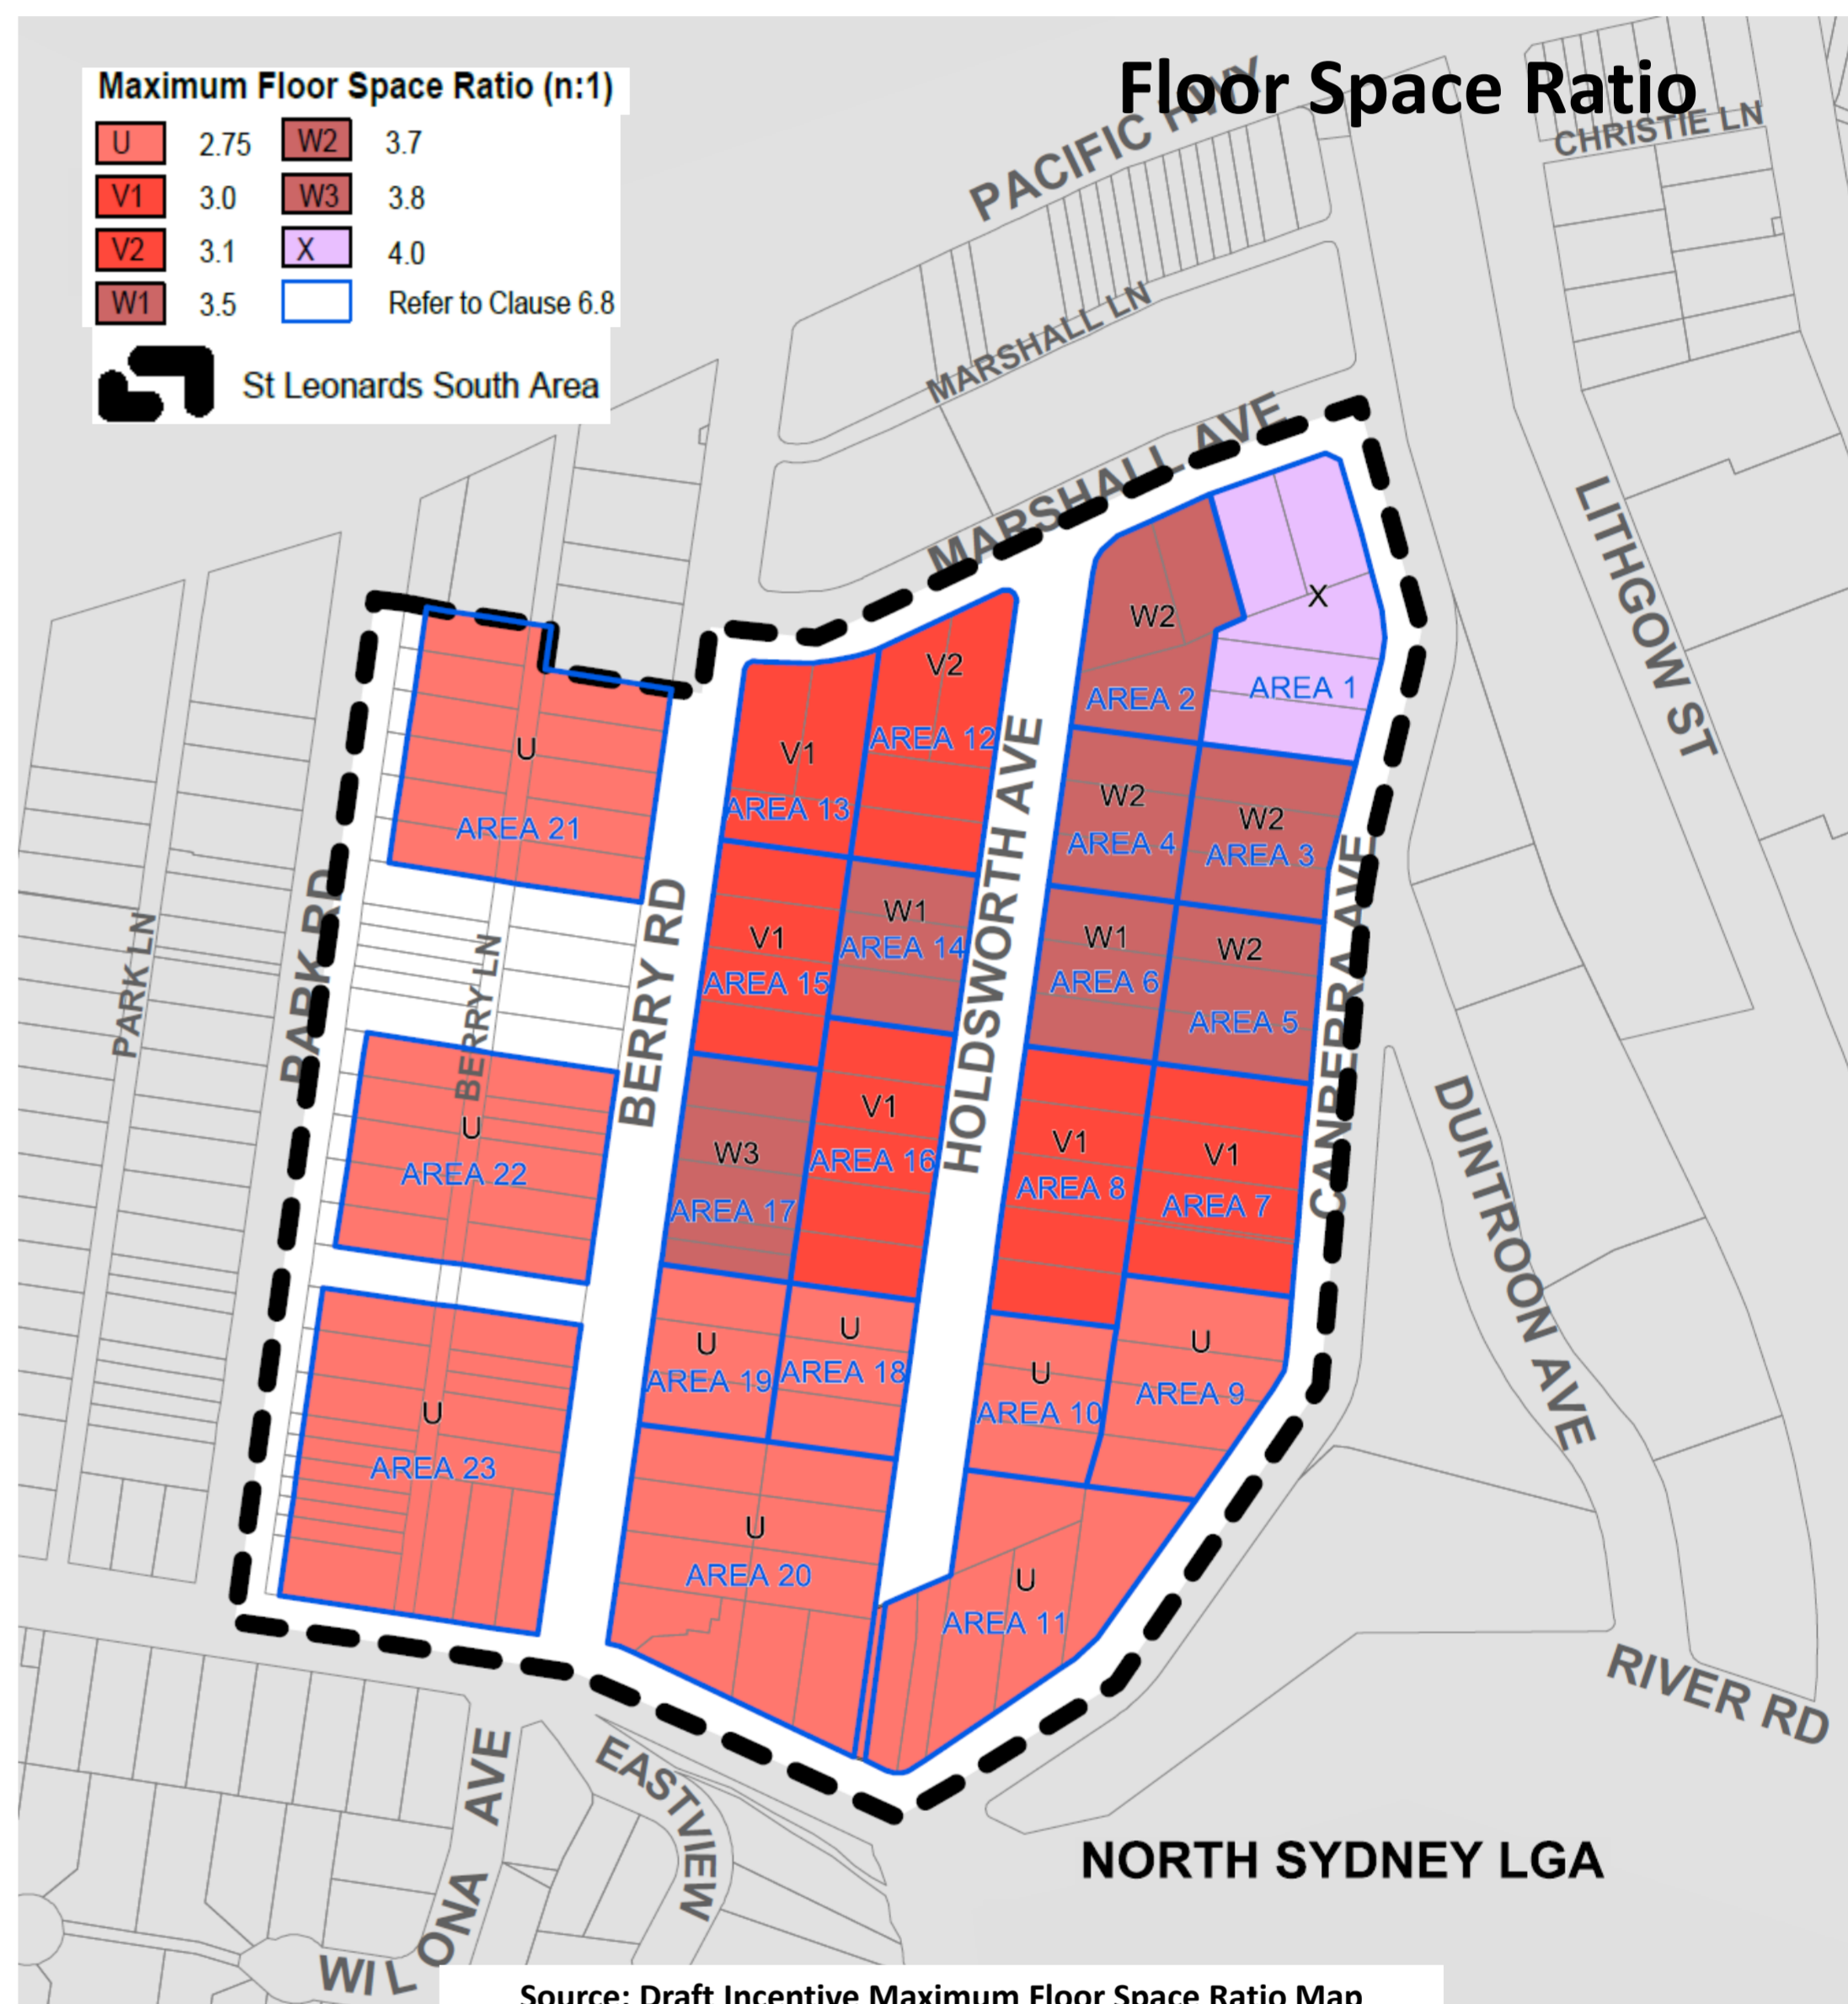 Floor Space Ratio
Maximum Floor Space Ratio (n:1)
U 2.75 W2 3.7
V1 3.0 W3 3.8
V2 3.1 X 4.0
W1 3.5 Refer to Clause 6.8
St Leonards South Area
PACIFIC HWY
CHRISTIE LN
MARSHALL LN
MARSHALL AVE
LITHGOW ST
X
AREA 1
W2
AREA 2
V2
AREA 12
V1
AREA 13
U
AREA 21
W2
AREA 4
W2
AREA 3
HOLDSWORTH AVE
CANBERRA AVE
PARK LN
PARK RD
BERRY LN
BERRY RD
V1
AREA 15
W1
AREA 14
W1
AREA 6
W2
AREA 5
U
AREA 22
W3
AREA 17
V1
AREA 16
V1
AREA 8
V1
AREA 7
DUNTROON AVE
U
AREA 19
U
AREA 18
U
AREA 10
U
AREA 9
U
AREA 23
U
AREA 20
U
AREA 11
RIVER RD
WILONA AVE
EASTVIEW
NORTH SYDNEY LGA
Source: Draft Incentive Maximum Floor Space Ratio Map